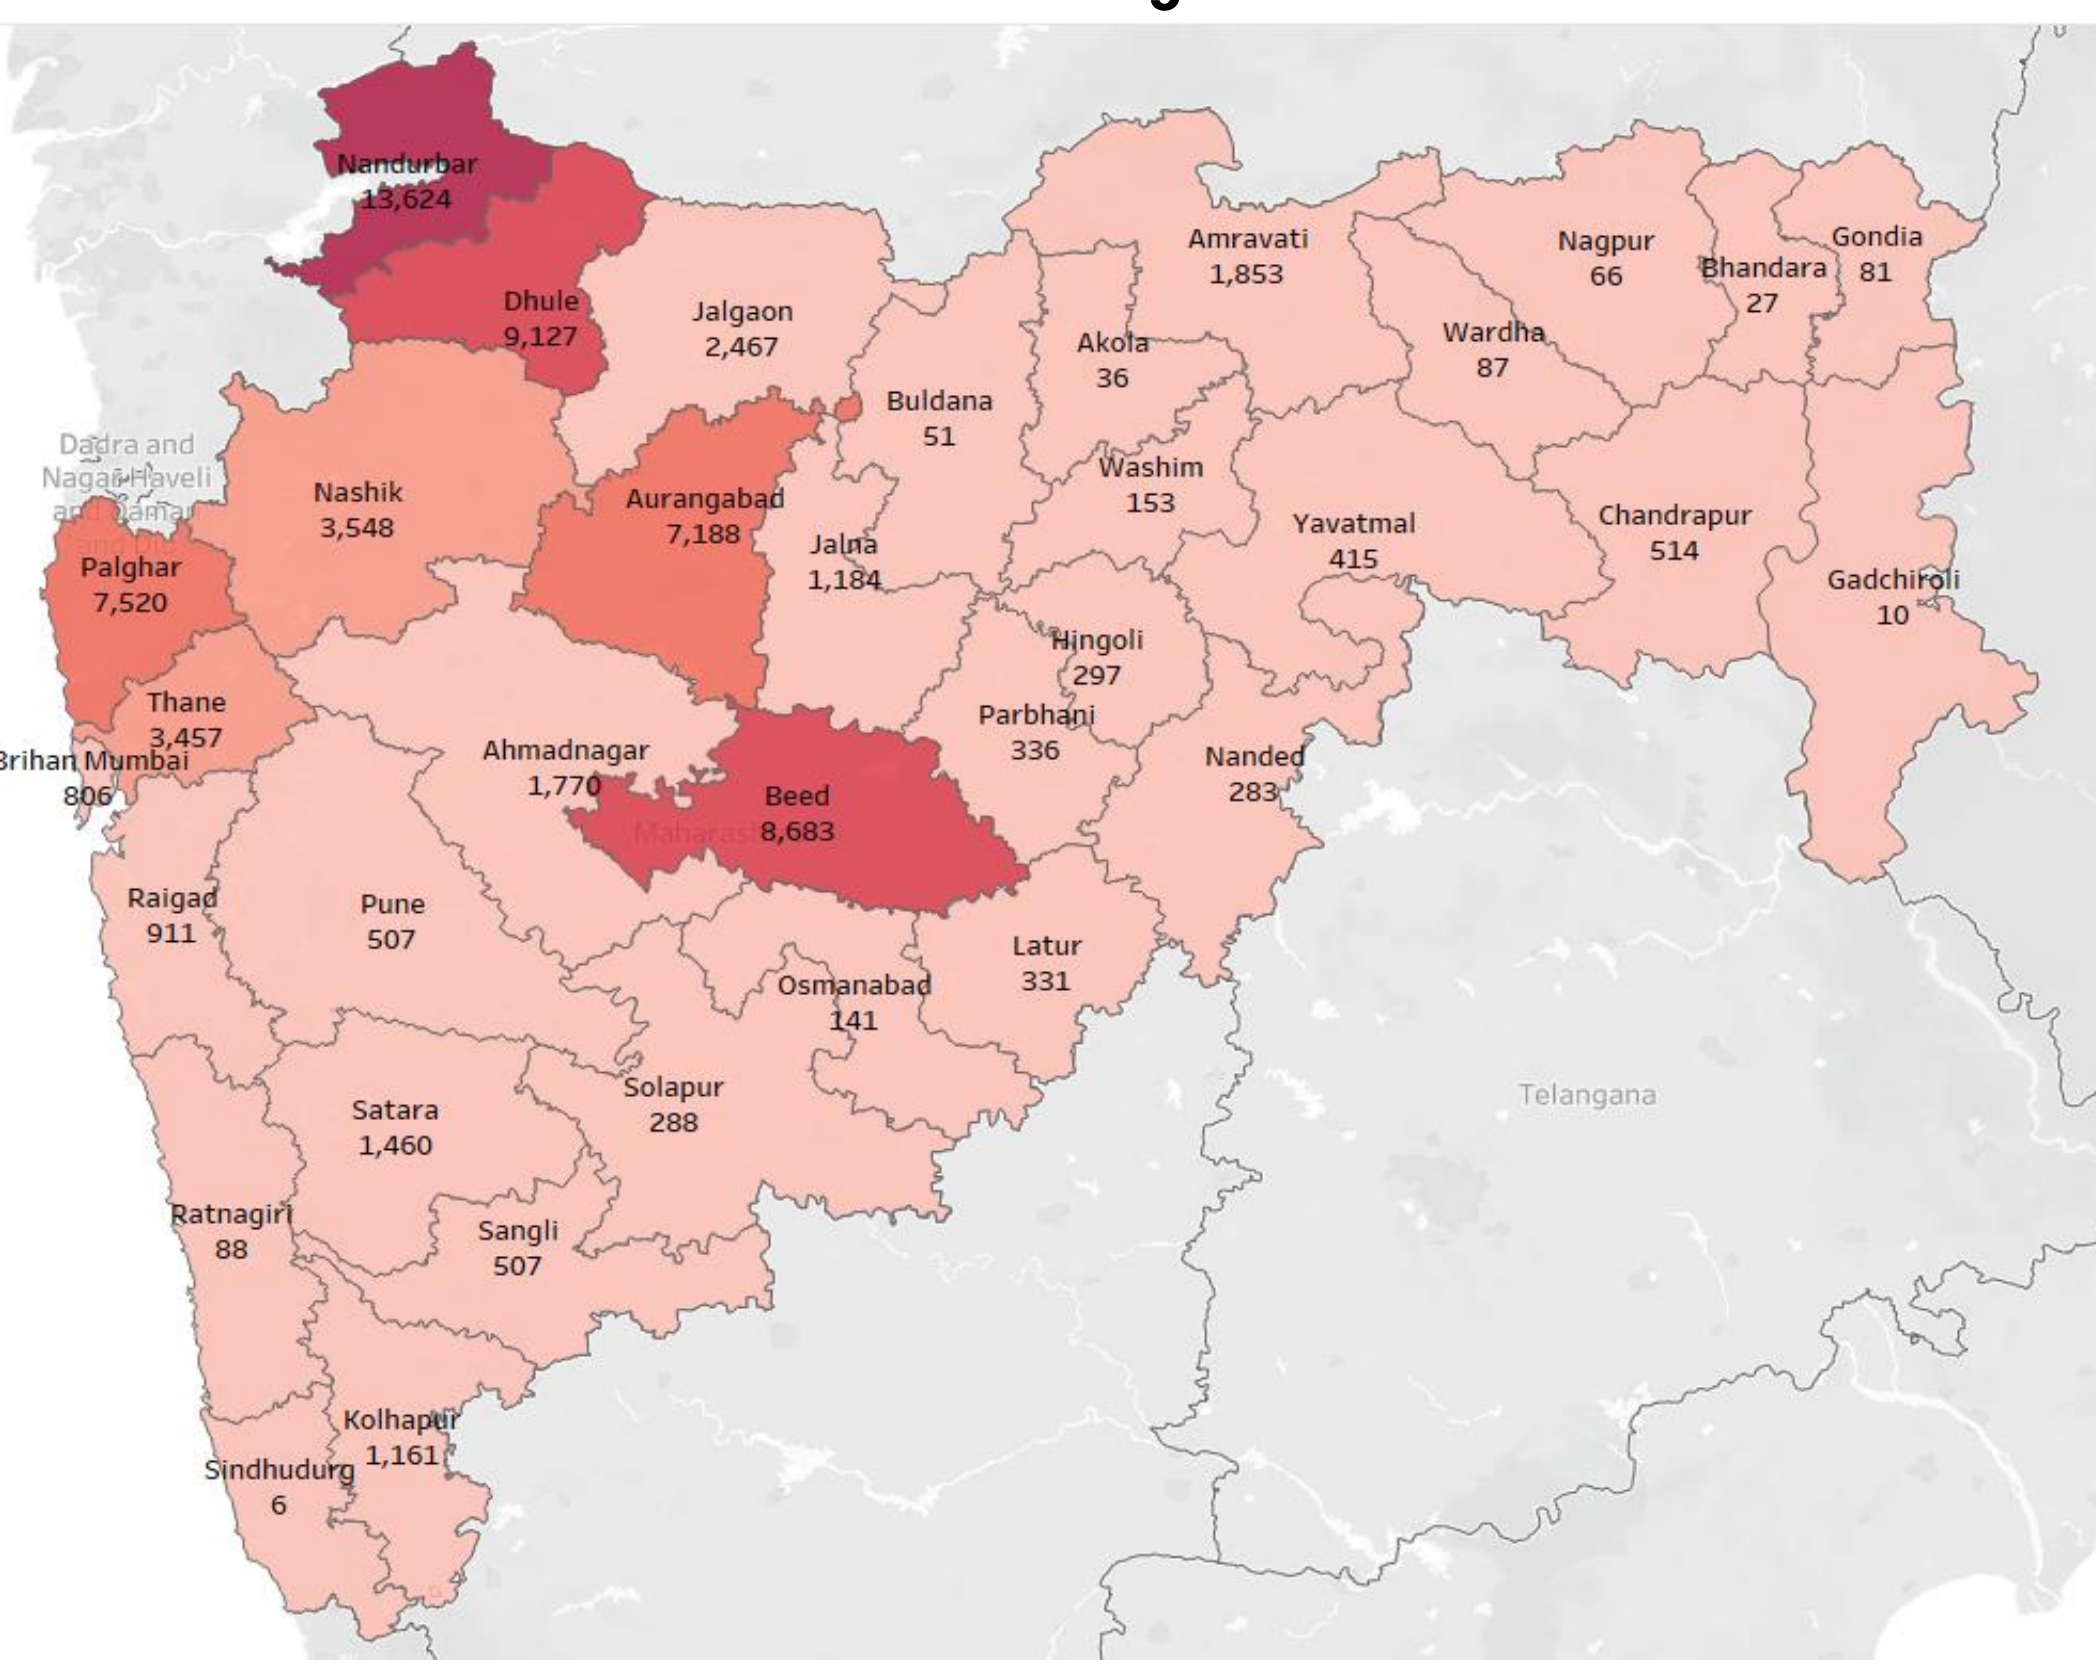 Nandurbar
13,624
Dhule
9,127
Jalgaon
2,467
Amravati
1,853
Nagpur
66
Bhandara
27
Gondia
81
Wardha
87
Akola
36
Buldana
51
Washim
153
Dadra and
Nagar Haveli
and Daman
and Diu
Nashik
3,548
Aurangabad
7,188
Jalna
1,184
Yavatmal
415
Chandrapur
514
Gadchiroli
10
Palghar
7,520
Thane
3,457
Brihan Mumbai
806
Hingoli
297
Parbhani
336
Nanded
283
Ahmadnagar
1,770
Beed
8,683
Raigad
911
Pune
507
Latur
331
Osmanabad
141
Solapur
288
Satara
1,460
Telangana
Ratnagiri
88
Sangli
507
Kolhapur
1,161
Sindhudurg
6